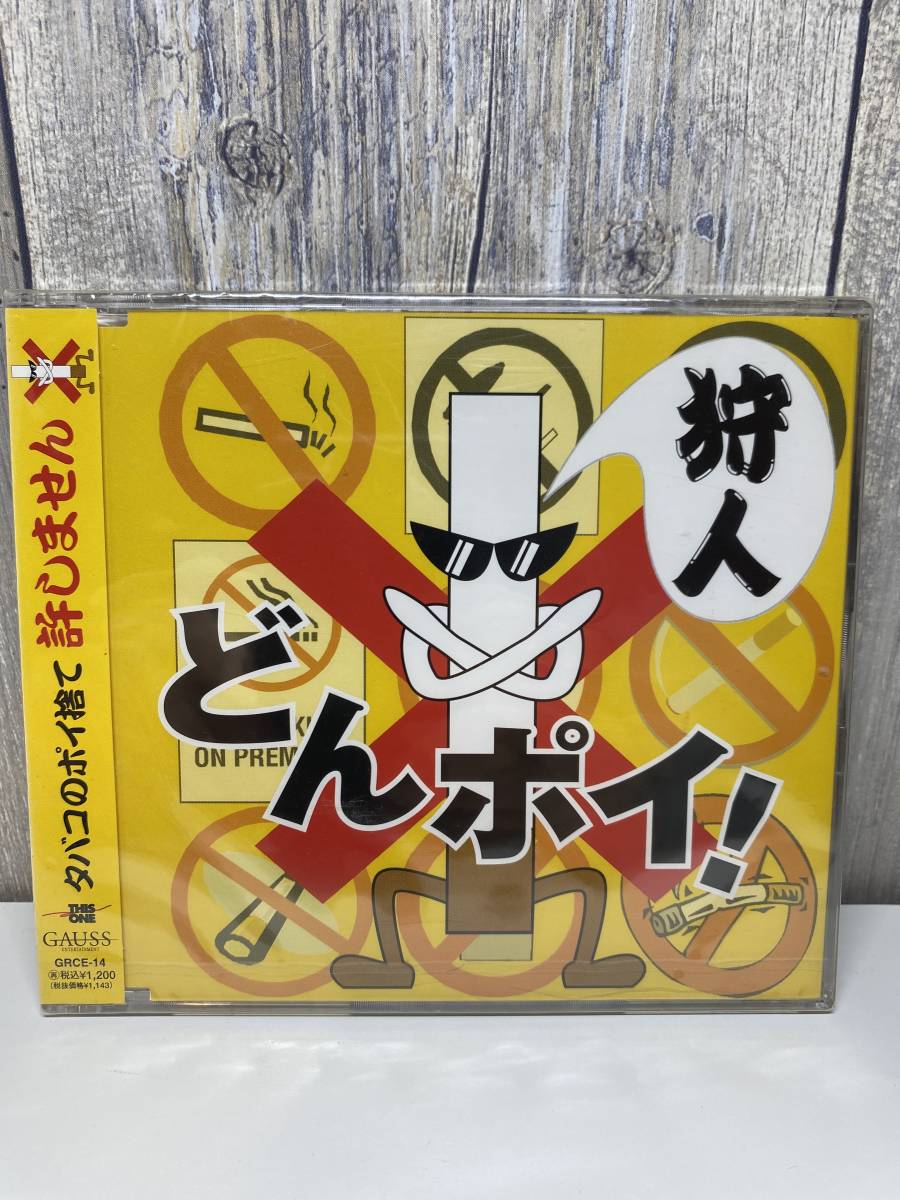 タバコのポイ捨て 許しません
THIS
ONE
GAUSS
ENTERTAINMENT
GRCE-14
再税込¥1,200
(税抜価格¥1,143)
狩人
どんポイ!
ON PREM